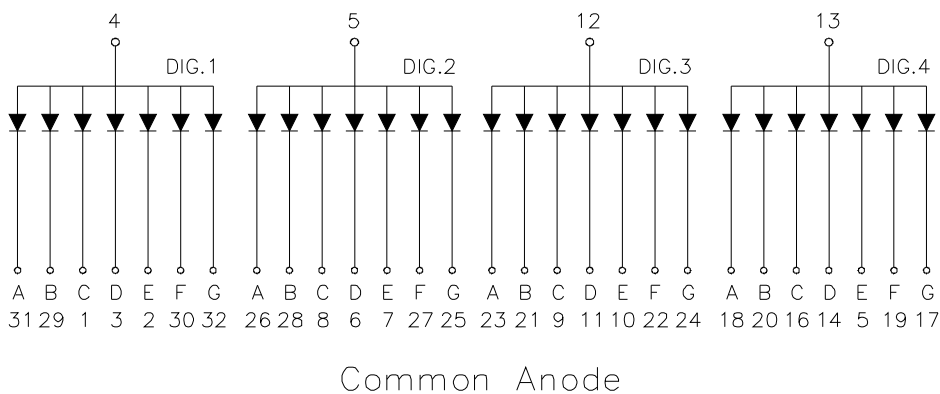 4 5 12 13
DIG.1 DIG.2 DIG.3 DIG.4
A B C D E F G A B C D E F G A B C D E F G A B C D E F G
31 29 1 3 2 30 32 26 28 8 6 7 27 25 23 21 9 11 10 22 24 18 20 16 14 5 19 17
Common Anode